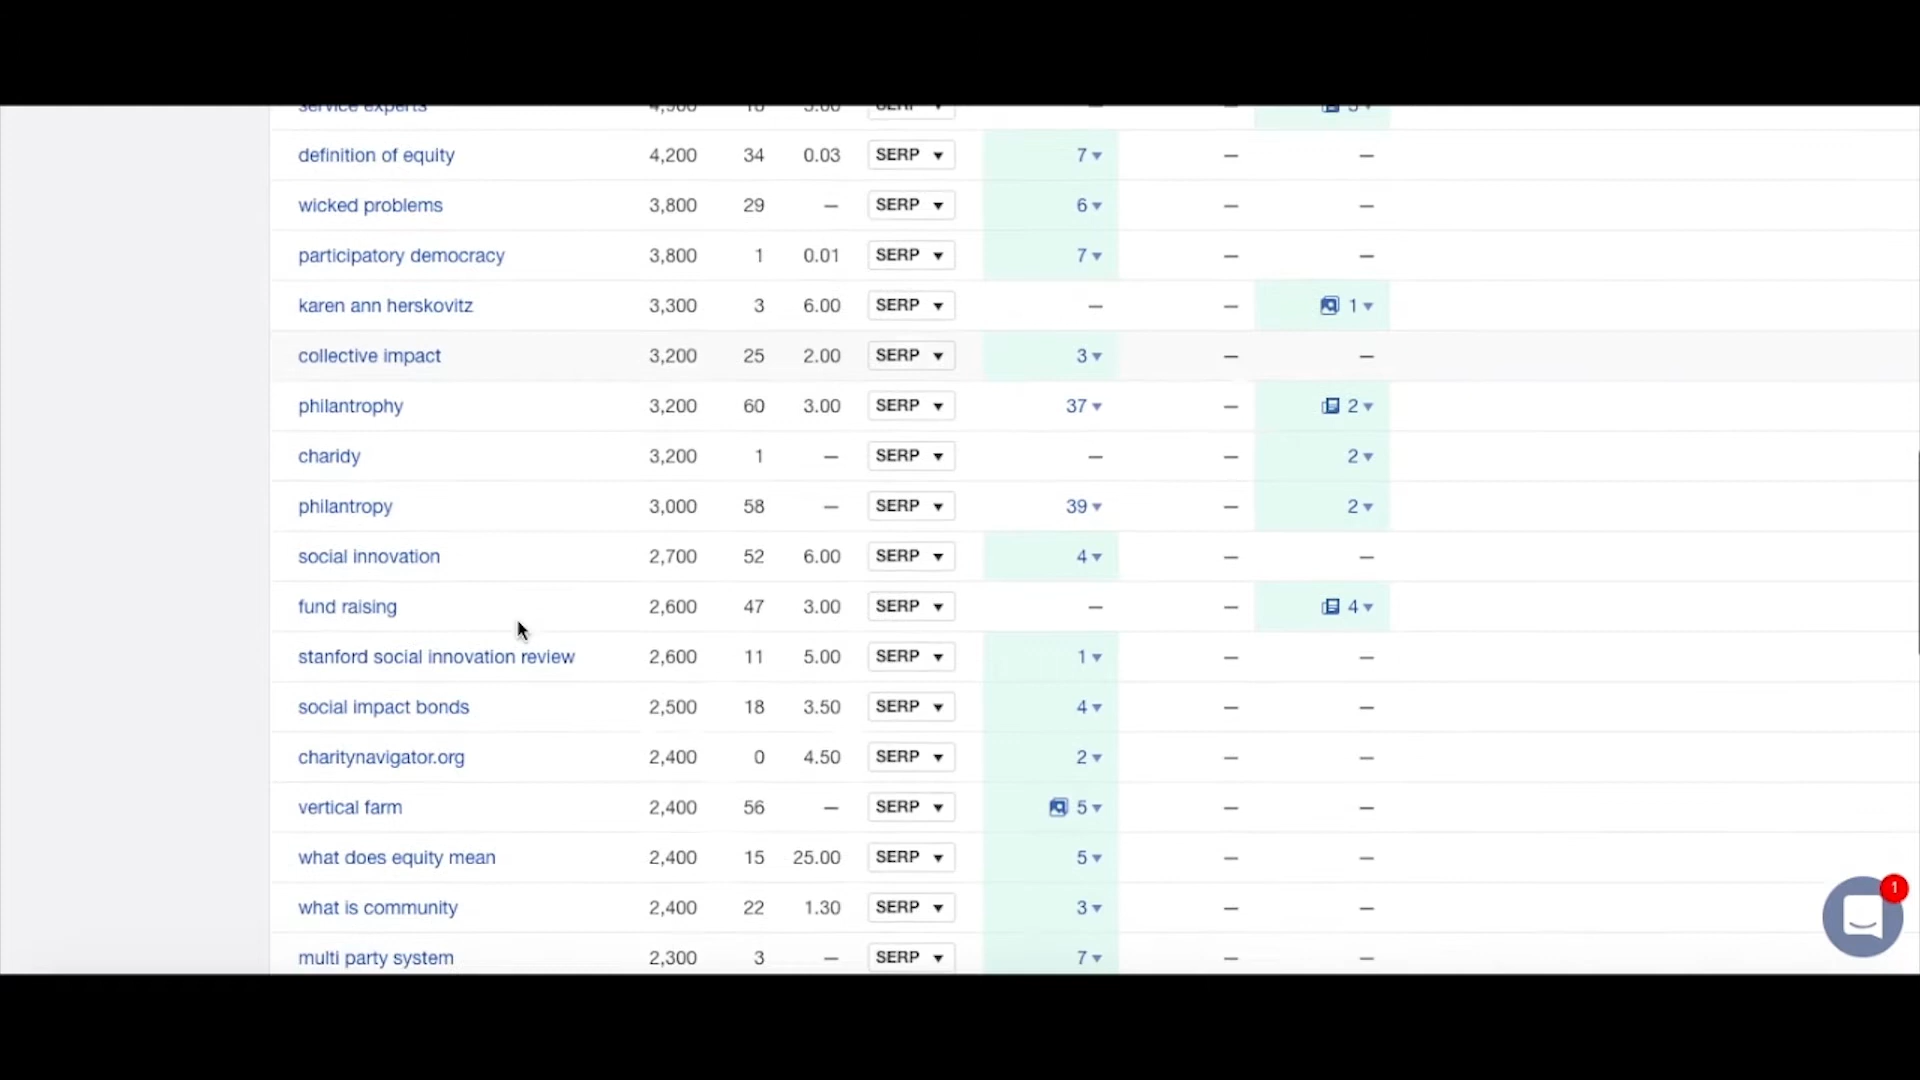 service experts 4,900 SERP ▼ —
definition of equity 4,200 34 0.03 SERP ▼ 7 ▼ — —
wicked problems 3,800 29 — SERP ▼ 6 ▼ — —
participatory democracy 3,800 1 0.01 SERP ▼ 7 ▼ — —
karen ann herskovitz 3,300 3 6.00 SERP ▼ — — 1 ▼
collective impact 3,200 25 2.00 SERP ▼ 3 ▼ — —
philantrophy 3,200 60 3.00 SERP ▼ 37 ▼ — 2 ▼
charidy 3,200 1 — SERP ▼ — — 2 ▼
philantropy 3,000 58 — SERP ▼ 39 ▼ — 2 ▼
social innovation 2,700 52 6.00 SERP ▼ 4 ▼ — —
fund raising 2,600 47 3.00 SERP ▼ — — 4 ▼
stanford social innovation review 2,600 11 5.00 SERP ▼ 1 ▼ — —
social impact bonds 2,500 18 3.50 SERP ▼ 4 ▼ — —
charitynavigator.org 2,400 0 4.50 SERP ▼ 2 ▼ — —
vertical farm 2,400 56 — SERP ▼ 5 ▼ — —
what does equity mean 2,400 15 25.00 SERP ▼ 5 ▼ — —
what is community 2,400 22 1.30 SERP ▼ 3 ▼ — —
multi party system 2,300 3 — SERP ▼ 7 ▼ — —
1